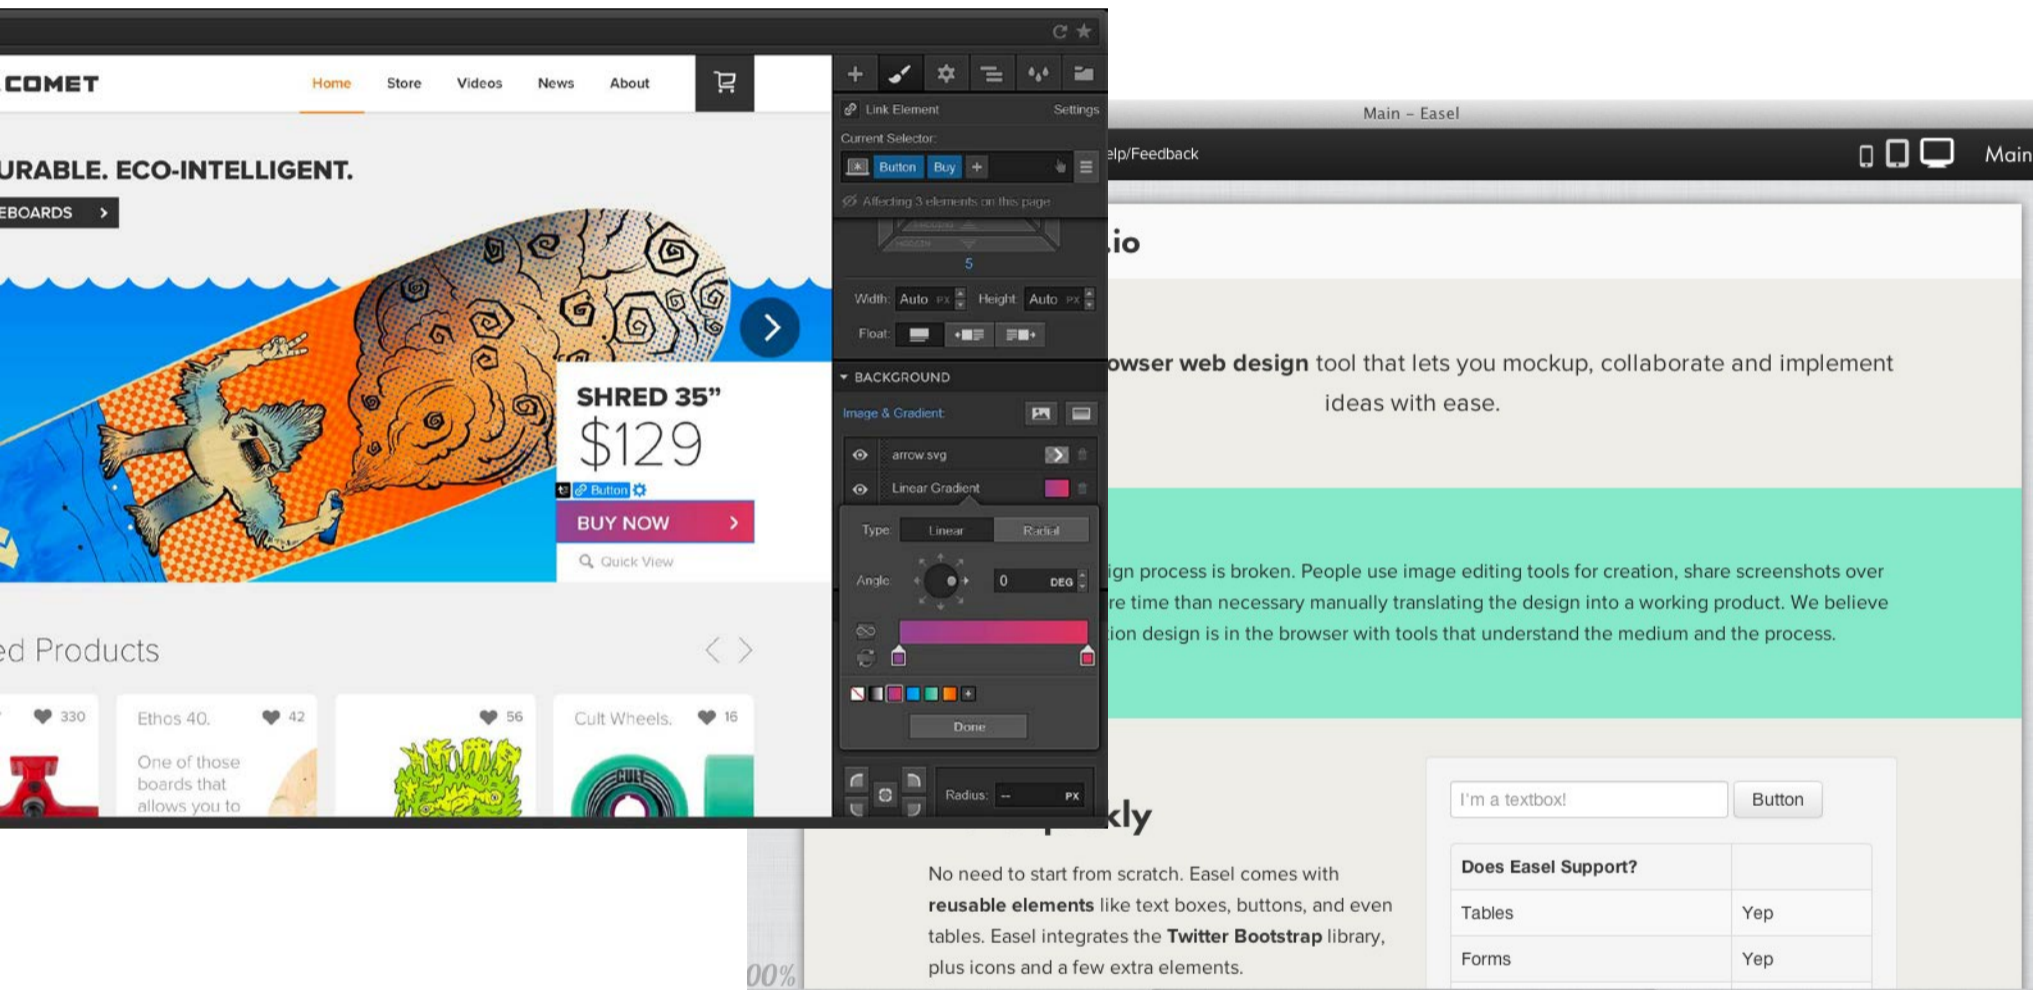 COMET
Home Store Videos News About
URABLE. ECO-INTELLIGENT.
EBOARDS
SHRED 35”
$129
Button
BUY NOW
Quick View
ed Products
330
Ethos 40. 42
One of those
boards that
allows you to
56
Cult Wheels. 16
CULT
Link Element Settings
Current Selector:
Button Buy +
Affecting 3 elements on this page
MARGIN
5
Width: Auto PX Height: Auto PX
Float:
BACKGROUND
Image & Gradient:
arrow.svg
Linear Gradient
Type: Linear Radial
Angle: 0 DEG
Done
Radius: -- PX
Main – Easel
elp/Feedback
Main
.io
owser web design tool that lets you mockup, collaborate and implement
ideas with ease.
ign process is broken. People use image editing tools for creation, share screenshots over
re time than necessary manually translating the design into a working product. We believe
ion design is in the browser with tools that understand the medium and the process.
kly
No need to start from scratch. Easel comes with
reusable elements like text boxes, buttons, and even
tables. Easel integrates the Twitter Bootstrap library,
plus icons and a few extra elements.
I'm a textbox! Button
Does Easel Support?
Tables Yep
Forms Yep
00%